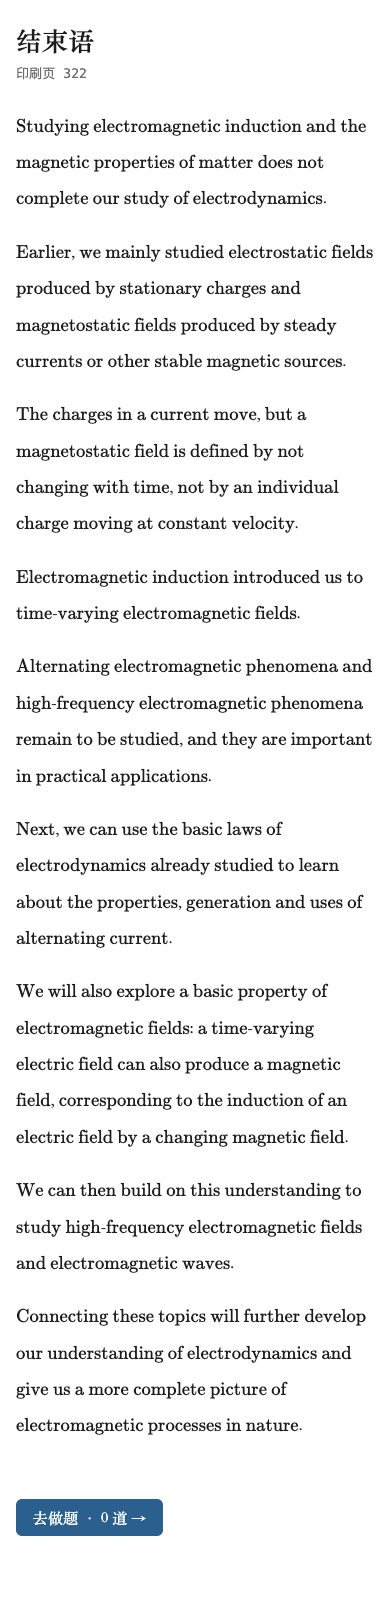 结束语
印刷页 322
Studying electromagnetic induction and the
magnetic properties of matter does not
complete our study of electrodynamics.
Earlier, we mainly studied electrostatic fields
produced by stationary charges and
magnetostatic fields produced by steady
currents or other stable magnetic sources.
The charges in a current move, but a
magnetostatic field is defined by not
changing with time, not by an individual
charge moving at constant velocity.
Electromagnetic induction introduced us to
time-varying electromagnetic fields.
Alternating electromagnetic phenomena and
high-frequency electromagnetic phenomena
remain to be studied, and they are important
in practical applications.
Next, we can use the basic laws of
electrodynamics already studied to learn
about the properties, generation and uses of
alternating current.
We will also explore a basic property of
electromagnetic fields: a time-varying
electric field can also produce a magnetic
field, corresponding to the induction of an
electric field by a changing magnetic field.
We can then build on this understanding to
study high-frequency electromagnetic fields
and electromagnetic waves.
Connecting these topics will further develop
our understanding of electrodynamics and
give us a more complete picture of
electromagnetic processes in nature.
去做题 · 0 道 →